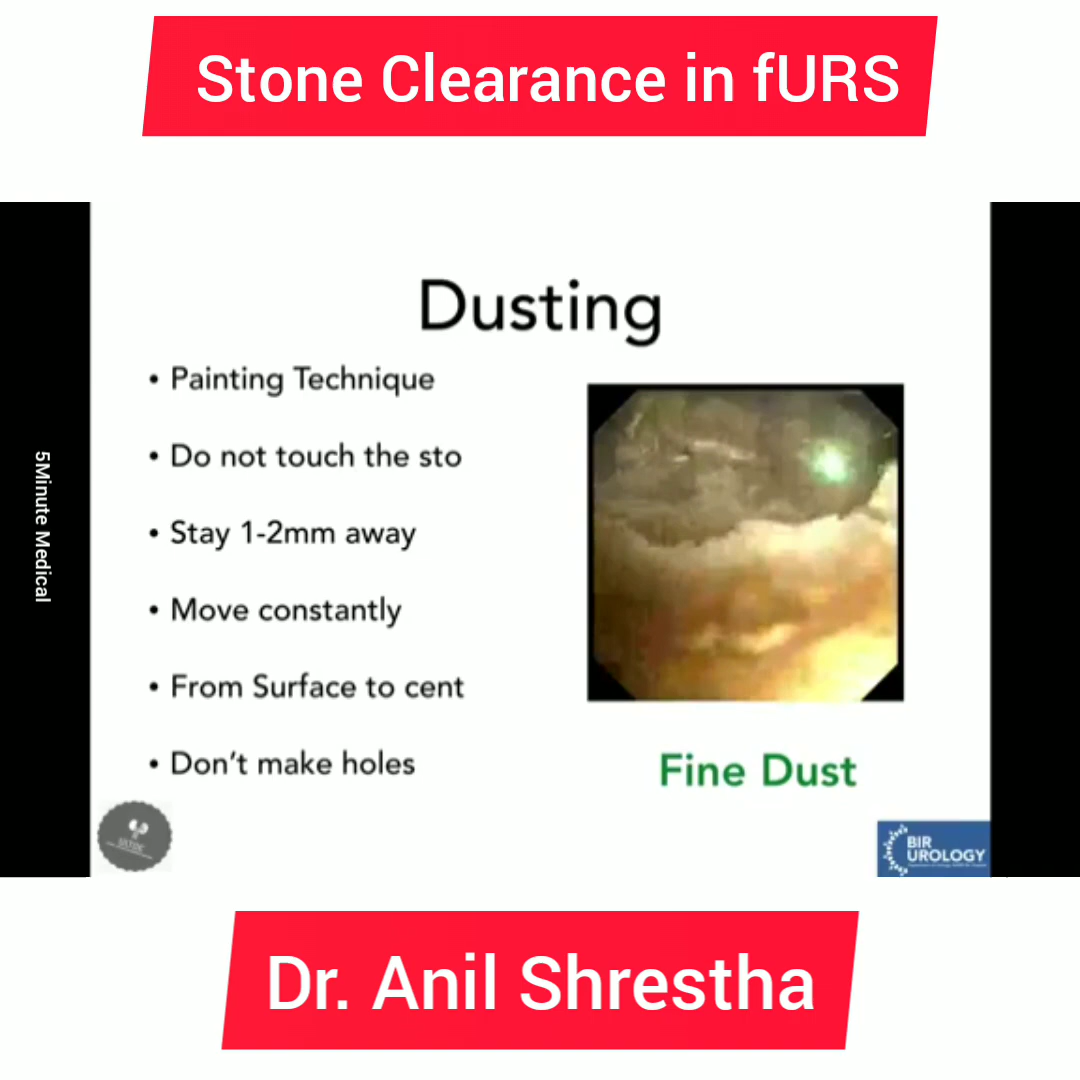 Stone Clearance in fURS
Dusting
• Painting Technique
• Do not touch the sto
• Stay 1-2mm away
• Move constantly
• From Surface to cent
• Don't make holes
Fine Dust
5Minute Medical
BIR
UROLOGY
Dr. Anil Shrestha